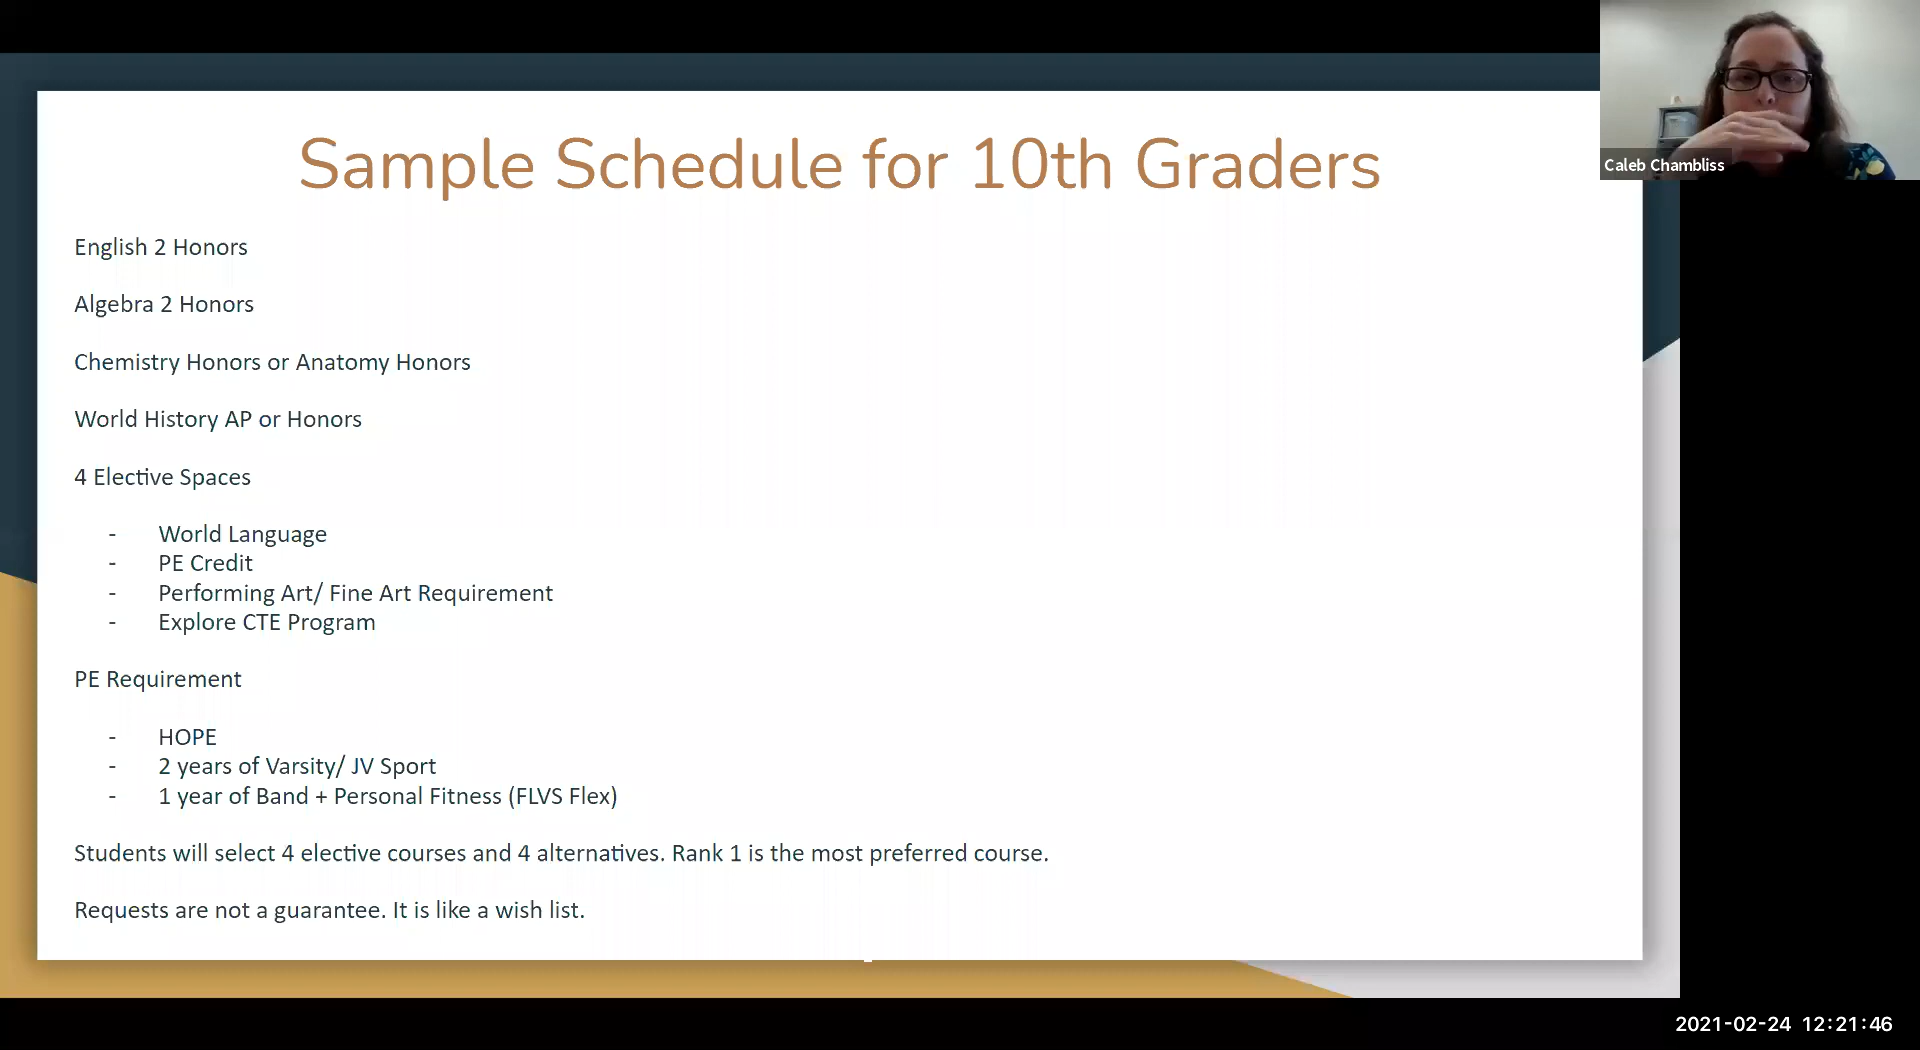 Sample Schedule for 10th Graders
English 2 Honors
Algebra 2 Honors
Chemistry Honors or Anatomy Honors
World History AP or Honors
4 Elective Spaces
- World Language
- PE Credit
- Performing Art/ Fine Art Requirement
- Explore CTE Program
PE Requirement
- HOPE
- 2 years of Varsity/ JV Sport
- 1 year of Band + Personal Fitness (FLVS Flex)
Students will select 4 elective courses and 4 alternatives. Rank 1 is the most preferred course.
Requests are not a guarantee. It is like a wish list.
Caleb Chambliss
2021-02-24 12:21:46